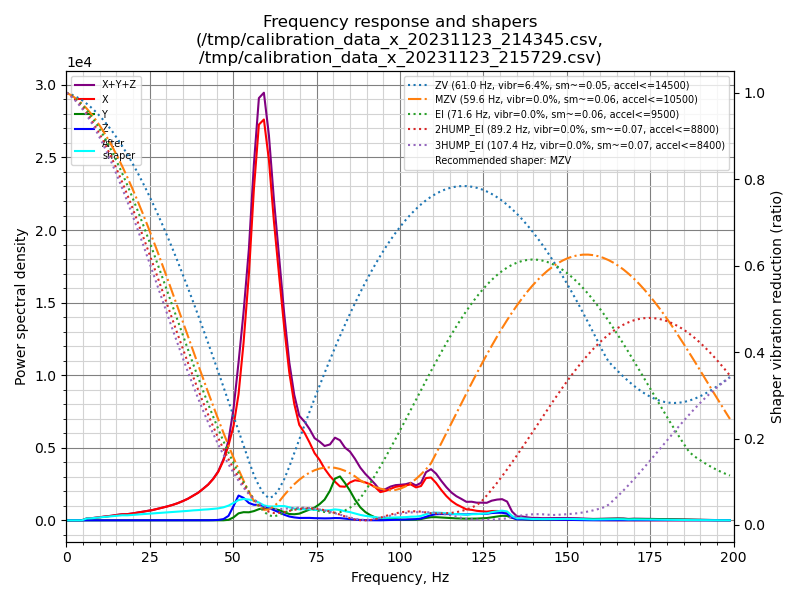 Frequency response and shapers
(/tmp/calibration_data_x_20231123_214345.csv,
/tmp/calibration_data_x_20231123_215729.csv)
1e4
X+Y+Z
X
Y
Z
After
shaper
ZV (61.0 Hz, vibr=6.4%, sm~=0.05, accel<=14500)
MZV (59.6 Hz, vibr=0.0%, sm~=0.06, accel<=10500)
EI (71.6 Hz, vibr=0.0%, sm~=0.06, accel<=9500)
2HUMP_EI (89.2 Hz, vibr=0.0%, sm~=0.07, accel<=8800)
3HUMP_EI (107.4 Hz, vibr=0.0%, sm~=0.07, accel<=8400)
Recommended shaper: MZV
Power spectral density
3.0
2.5
2.0
1.5
1.0
0.5
0.0
1.0
0.8
0.6
0.4
0.2
0.0
Shaper vibration reduction (ratio)
0 25 50 75 100 125 150 175 200
Frequency, Hz